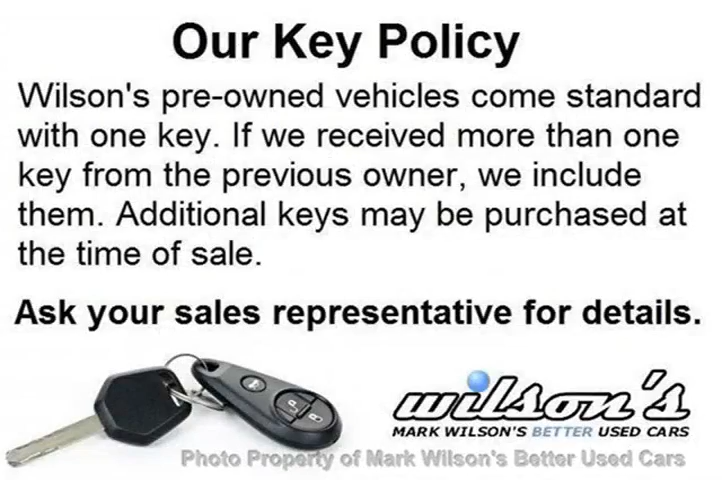 Our Key Policy
Wilson's pre-owned vehicles come standard
with one key. If we received more than one
key from the previous owner, we include
them. Additional keys may be purchased at
the time of sale.
Ask your sales representative for details.
wilson's
MARK WILSON'S BETTER USED CARS
Photo Property of Mark Wilson's Better Used Cars